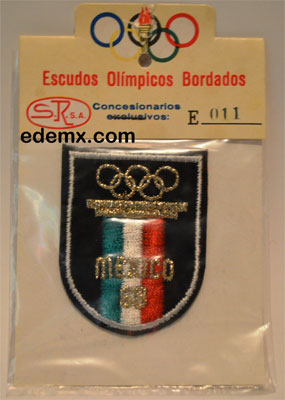 Escudos Olímpicos Bordados
SR S.A.
Concesionarios
exclusivos:
E 011
edemx.com
MEXICO
68